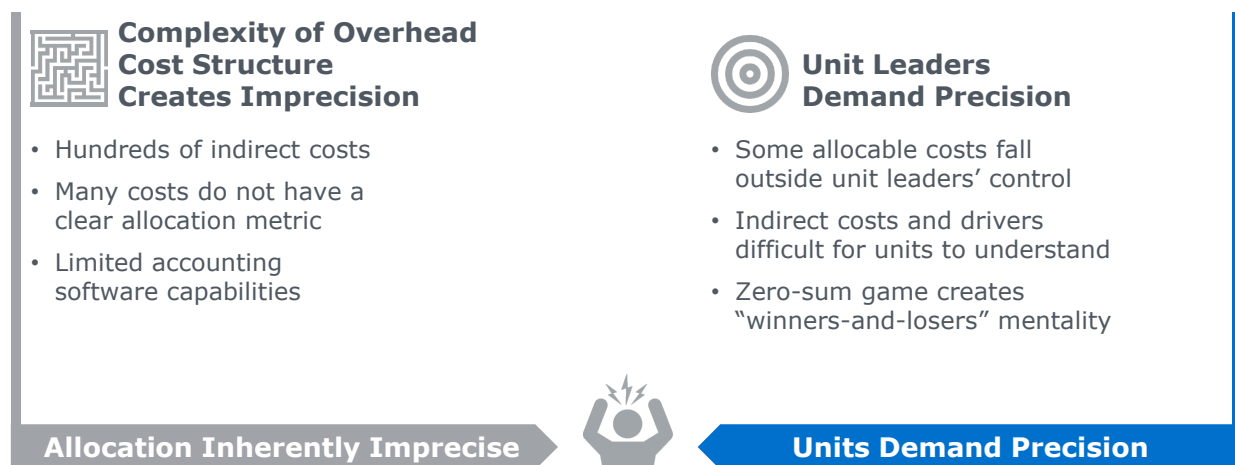 Complexity of Overhead
Cost Structure
Creates Imprecision
• Hundreds of indirect costs
• Many costs do not have a
clear allocation metric
• Limited accounting
software capabilities
Unit Leaders
Demand Precision
• Some allocable costs fall
outside unit leaders’ control
• Indirect costs and drivers
difficult for units to understand
• Zero-sum game creates
“winners-and-losers” mentality
Allocation Inherently Imprecise
Units Demand Precision